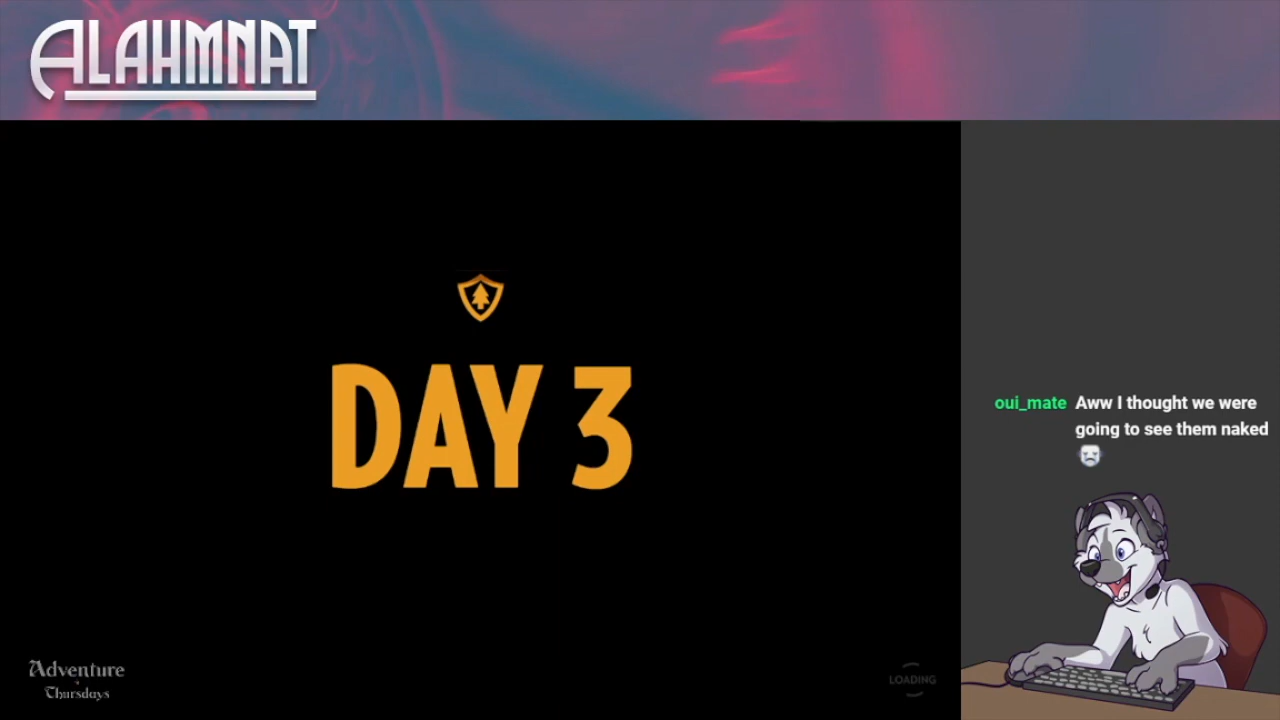 ALAHMNAT
DAY 3
oui_mate Aww I thought we were
going to see them naked
Adventure
Thursdays
LOADING